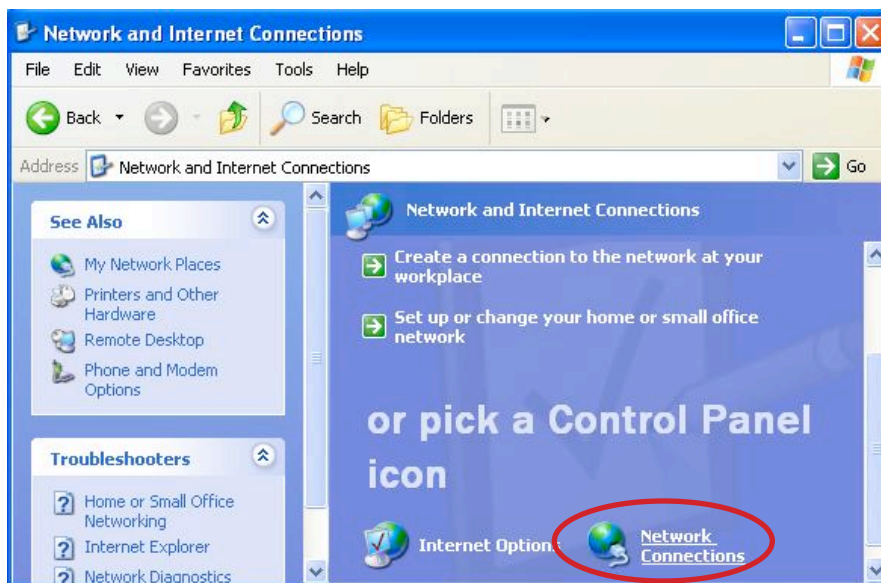 Network and Internet Connections
File Edit View Favorites Tools Help
Back Search Folders
Address Network and Internet Connections Go
See Also
My Network Places
Printers and Other
Hardware
Remote Desktop
Phone and Modem
Options
Troubleshooters
Home or Small Office
Networking
Internet Explorer
Network Diagnostics
Network and Internet Connections
Create a connection to the network at your
workplace
Set up or change your home or small office
network
or pick a Control Panel
icon
Internet Options
Network
Connections